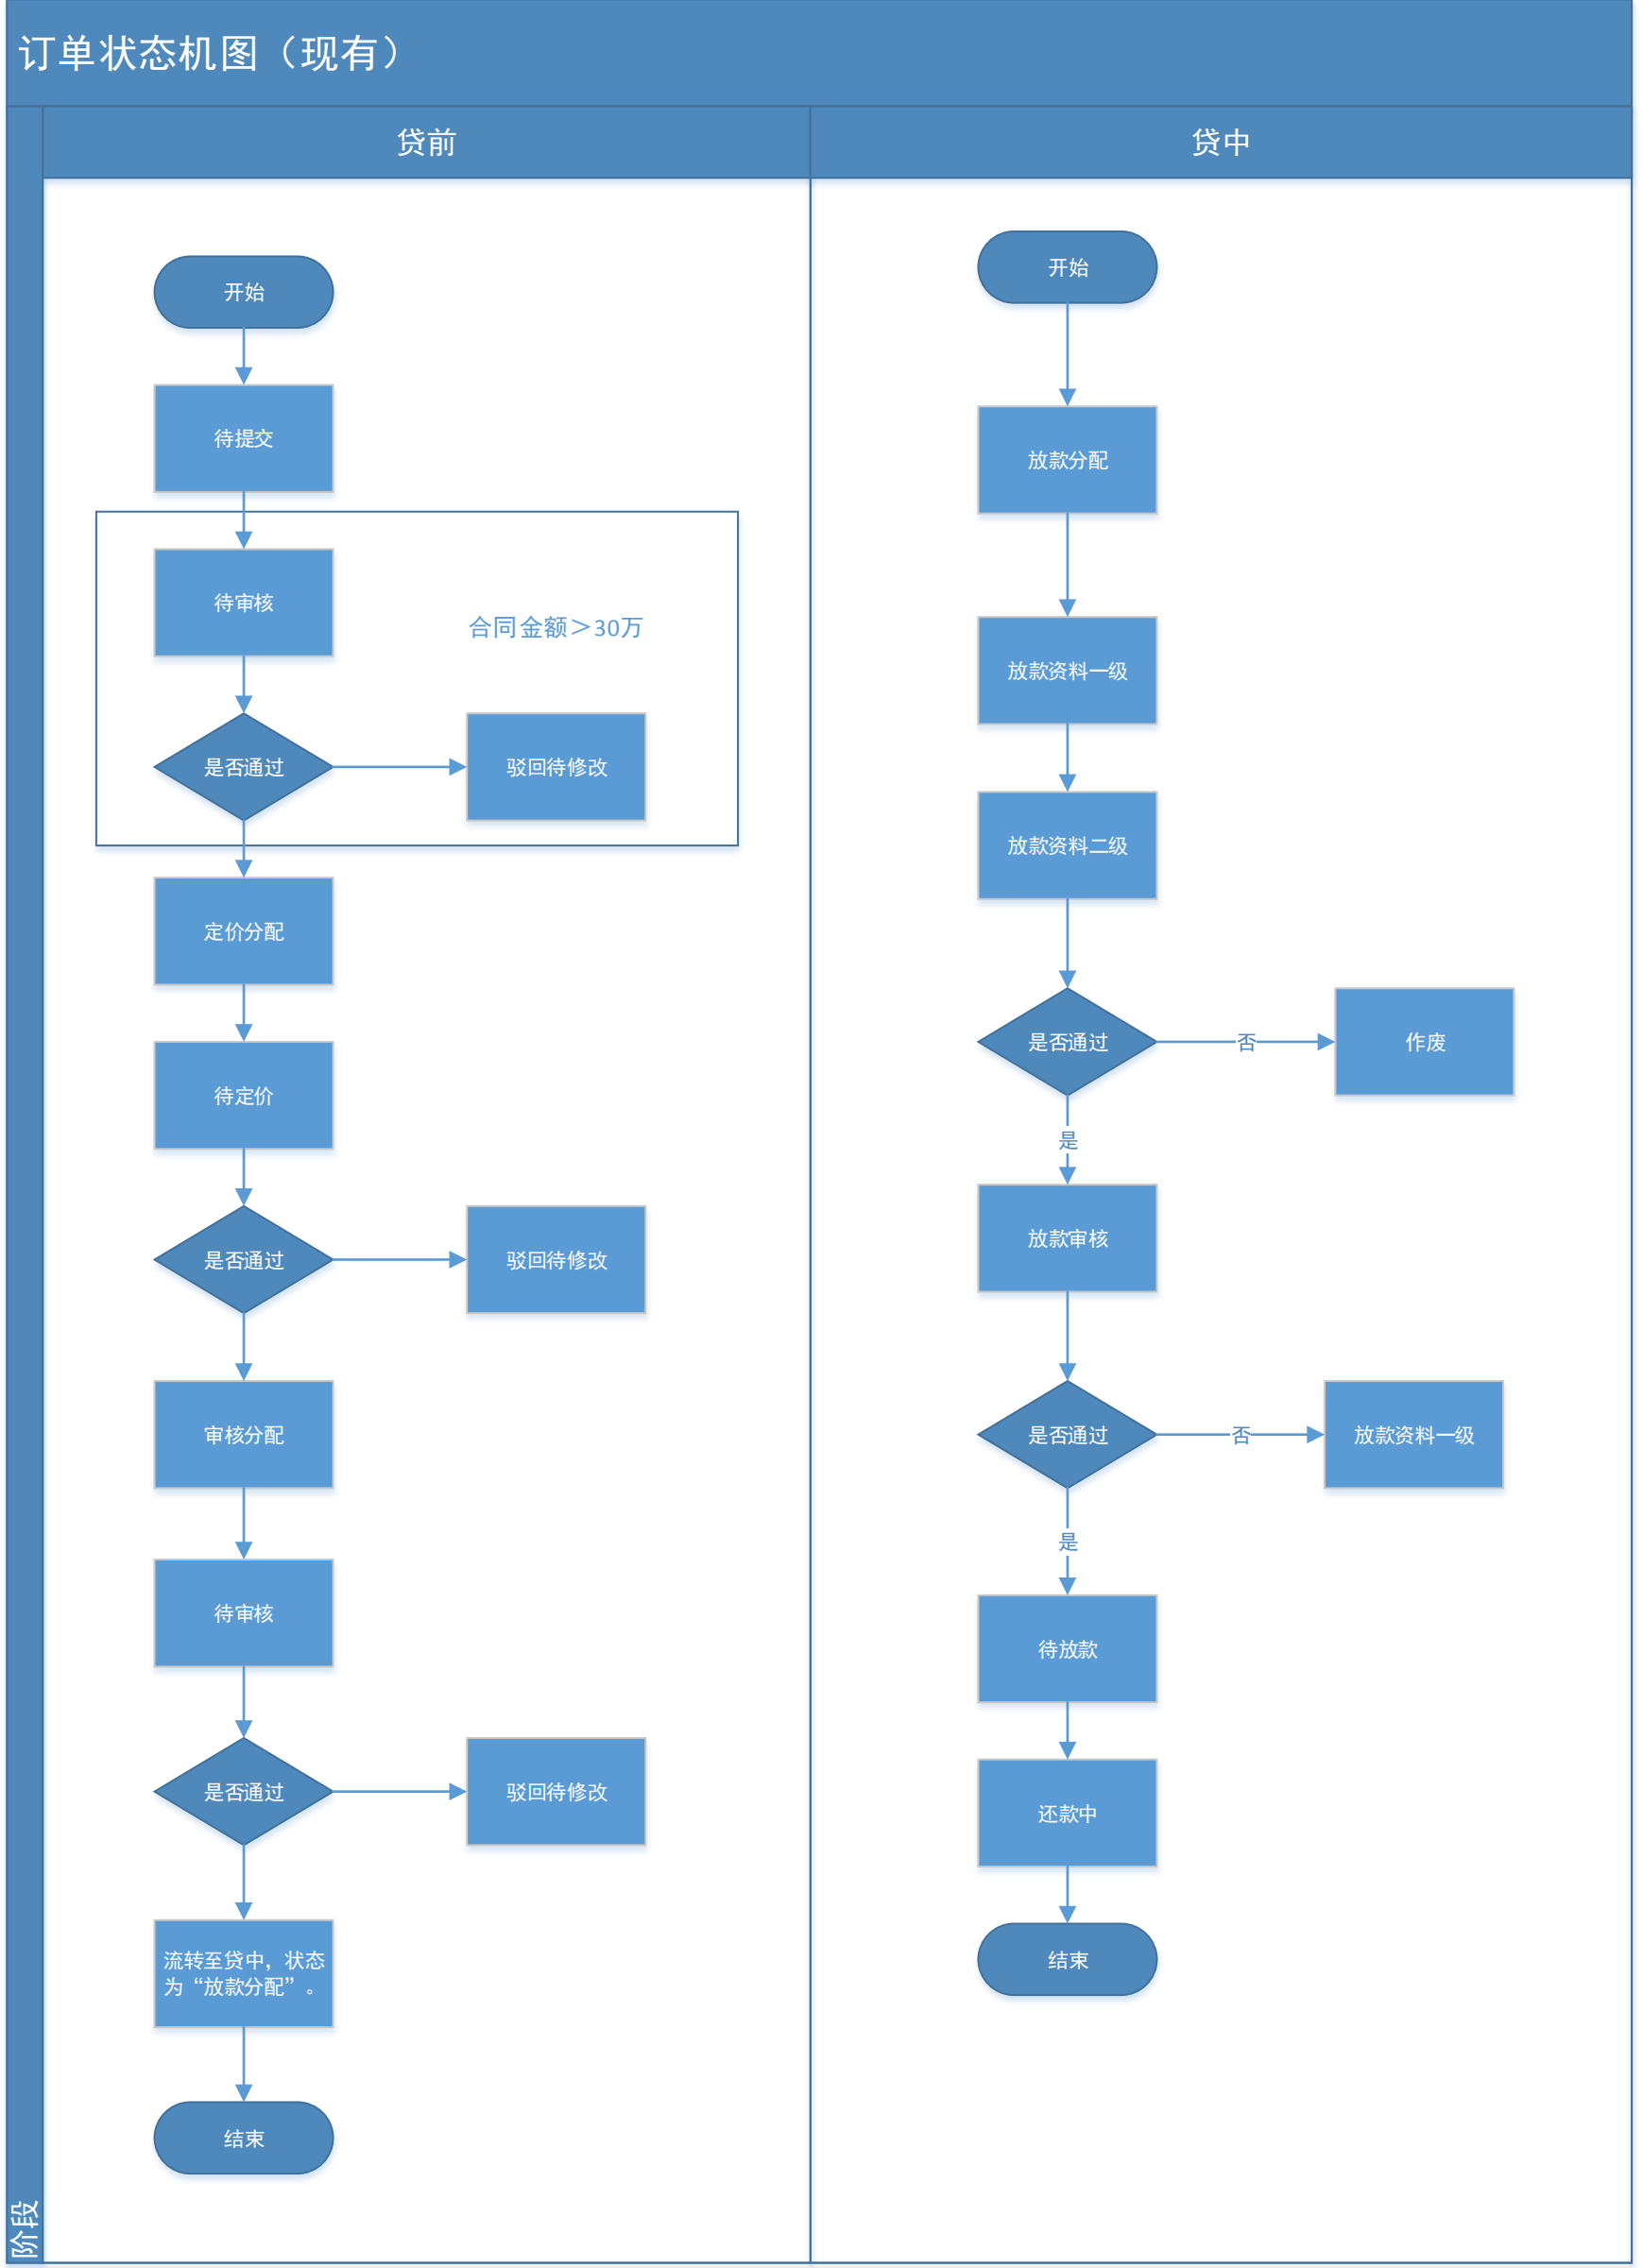 订单状态机图（现有）
贷前
贷中
阶段
开始
待提交
待审核
合同金额＞30万
是否通过
驳回待修改
定价分配
待定价
是否通过
驳回待修改
审核分配
待审核
是否通过
驳回待修改
流转至贷中，状态
为“放款分配”。
结束
开始
放款分配
放款资料一级
放款资料二级
是否通过
否
作废
是
放款审核
是否通过
否
放款资料一级
是
待放款
还款中
结束